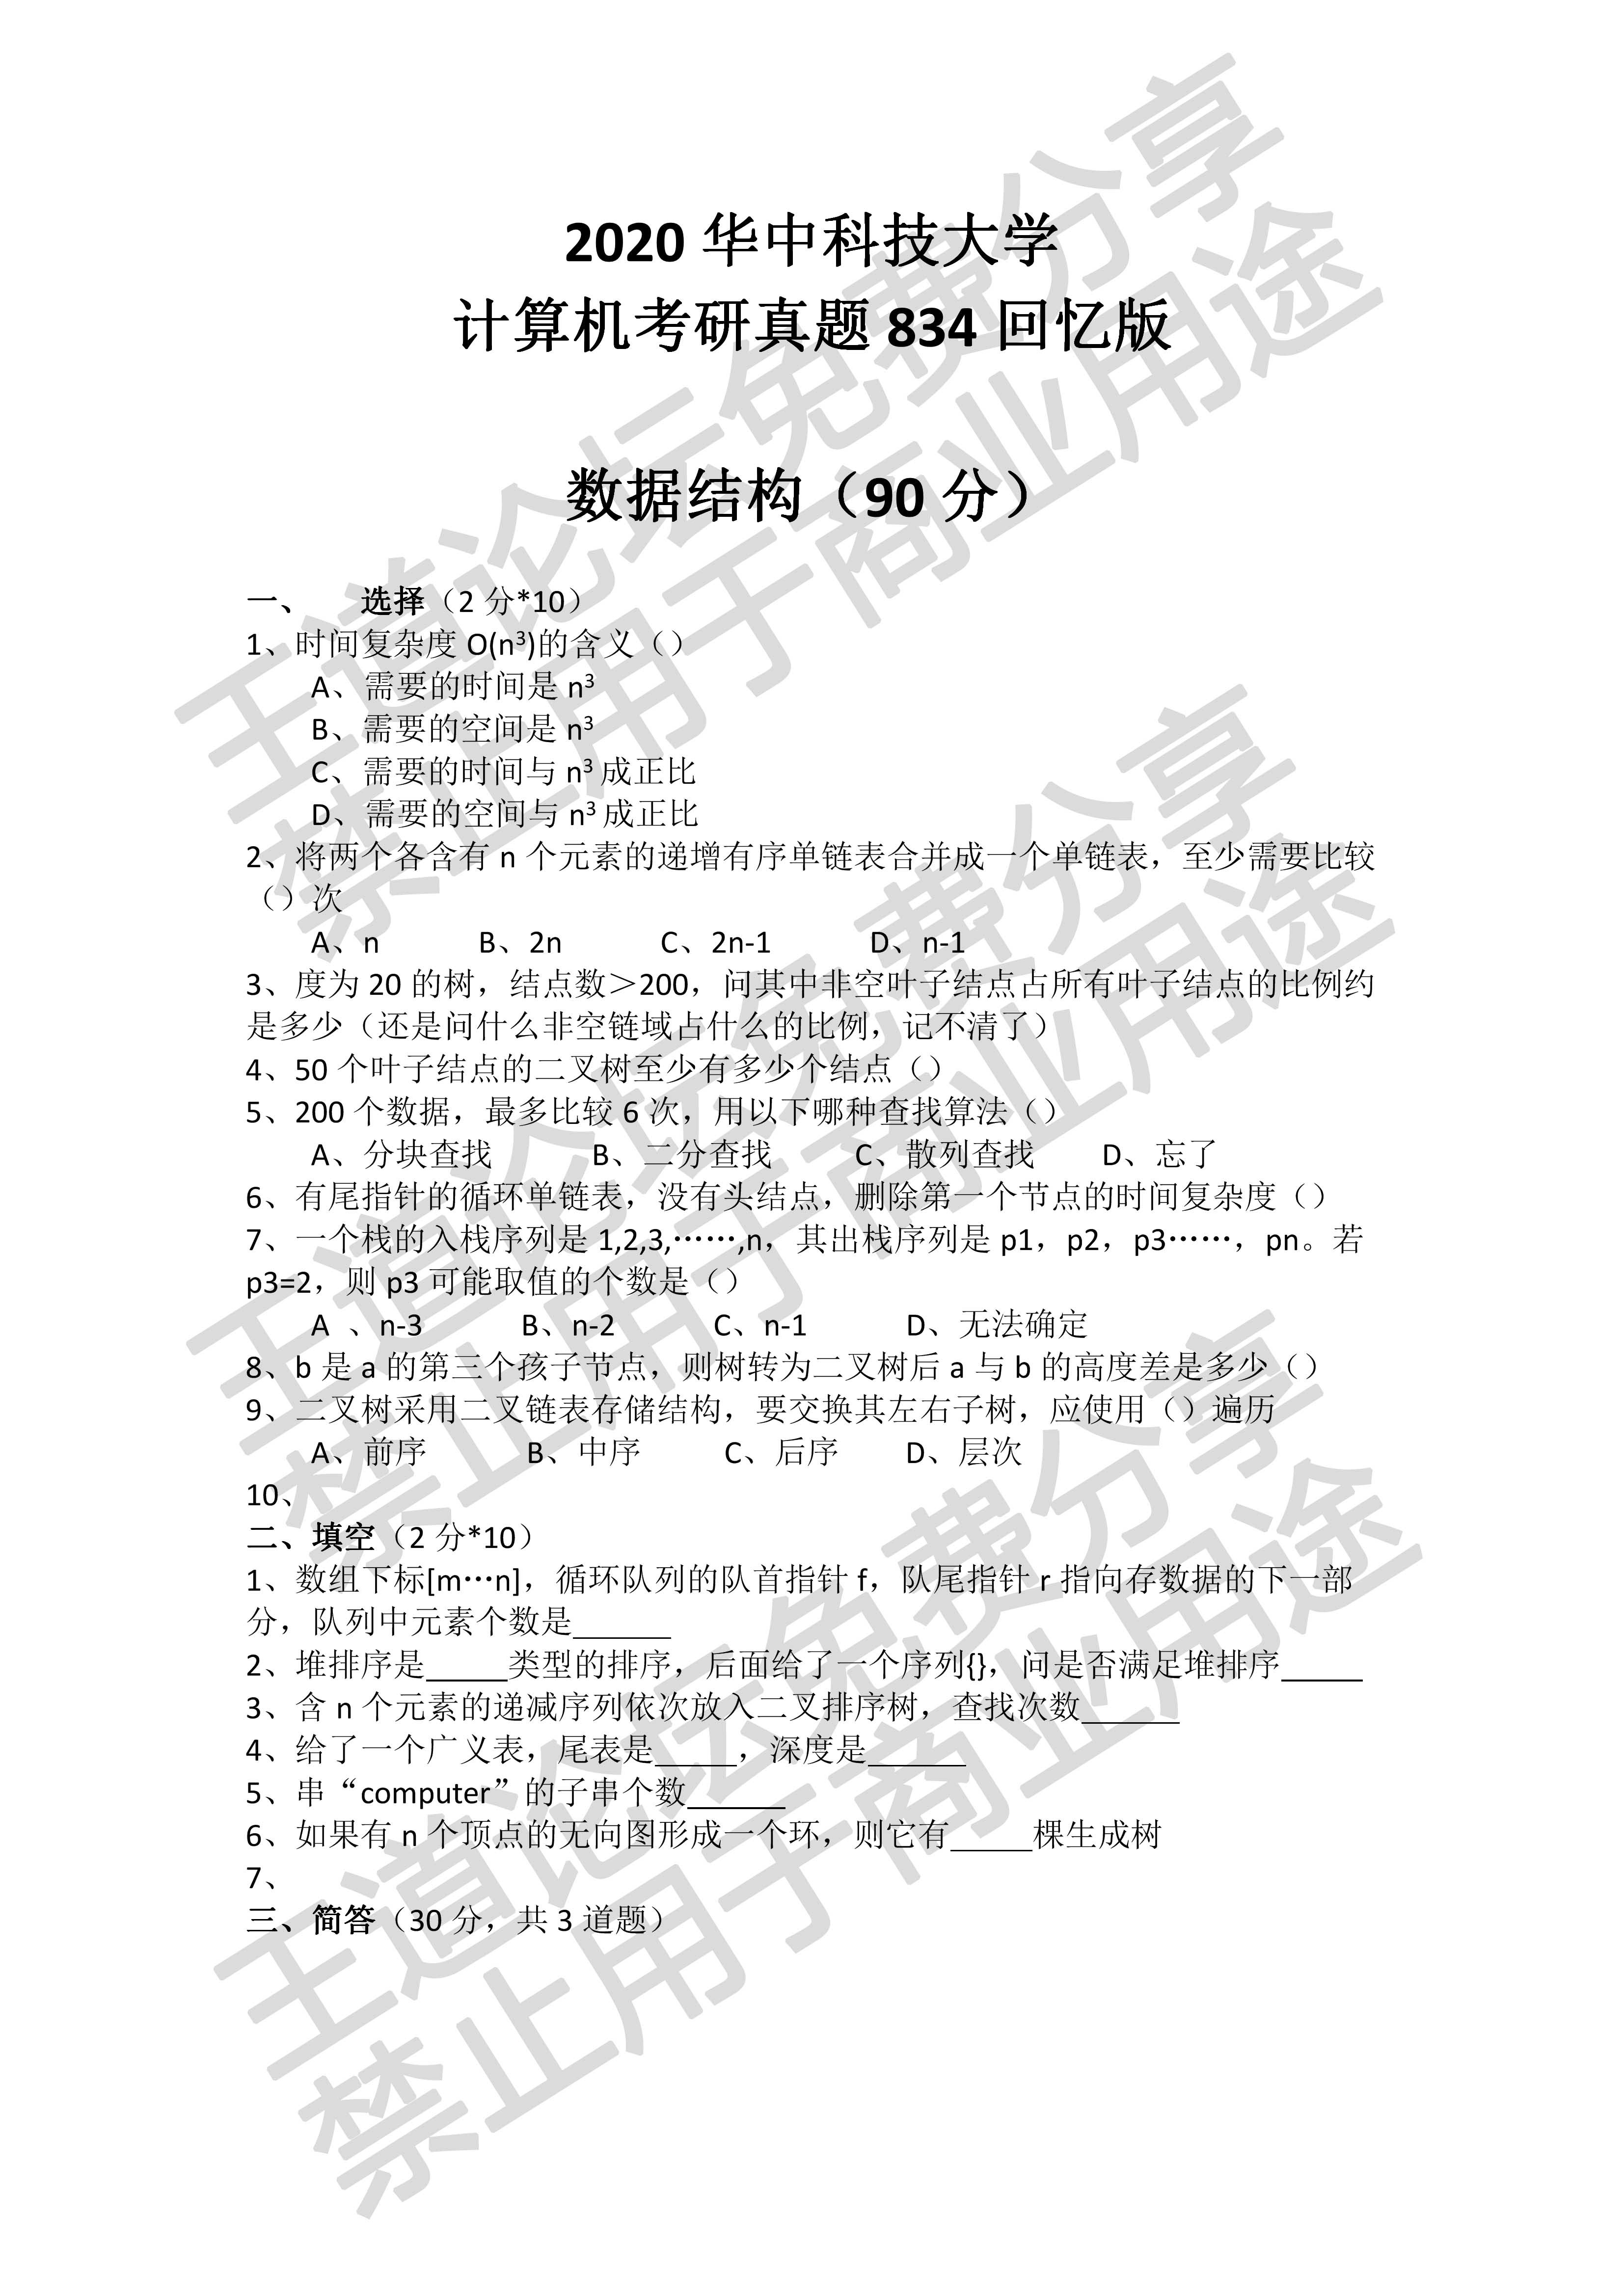 2020 华中科技大学
计算机考研真题 834 回忆版
数据结构（90 分）
一、 选择（2 分*10）
1、时间复杂度 O(n³)的含义（）
A、需要的时间是 n³
B、需要的空间是 n³
C、需要的时间与 n³ 成正比
D、需要的空间与 n³ 成正比
2、将两个各含有 n 个元素的递增有序单链表合并成一个单链表，至少需要比较
（）次
A、n B、2n C、2n-1 D、n-1
3、度为 20 的树，结点数＞200，问其中非空叶子结点占所有叶子结点的比例约
是多少（还是问什么非空链域占什么的比例，记不清了）
4、50 个叶子结点的二叉树至少有多少个结点（）
5、200 个数据，最多比较 6 次，用以下哪种查找算法（）
A、分块查找 B、二分查找 C、散列查找 D、忘了
6、有尾指针的循环单链表，没有头结点，删除第一个节点的时间复杂度（）
7、一个栈的入栈序列是 1,2,3,……,n，其出栈序列是 p1，p2，p3……，pn。若
p3=2，则 p3 可能取值的个数是（）
A 、n-3 B、n-2 C、n-1 D、无法确定
8、b 是 a 的第三个孩子节点，则树转为二叉树后 a 与 b 的高度差是多少（）
9、二叉树采用二叉链表存储结构，要交换其左右子树，应使用（）遍历
A、前序 B、中序 C、后序 D、层次
10、
二、填空（2 分*10）
1、数组下标[m…n]，循环队列的队首指针 f，队尾指针 r 指向存数据的下一部
分，队列中元素个数是______
2、堆排序是_____类型的排序，后面给了一个序列{}，问是否满足堆排序_____
3、含 n 个元素的递减序列依次放入二叉排序树，查找次数______
4、给了一个广义表，尾表是_____，深度是______
5、串“computer”的子串个数______
6、如果有 n 个顶点的无向图形成一个环，则它有_____棵生成树
7、
三、简答（30 分，共 3 道题）
王道论坛免费分享
禁止用于商业用途
王道论坛免费分享
禁止用于商业用途
王道论坛免费分享
禁止用于商业用途